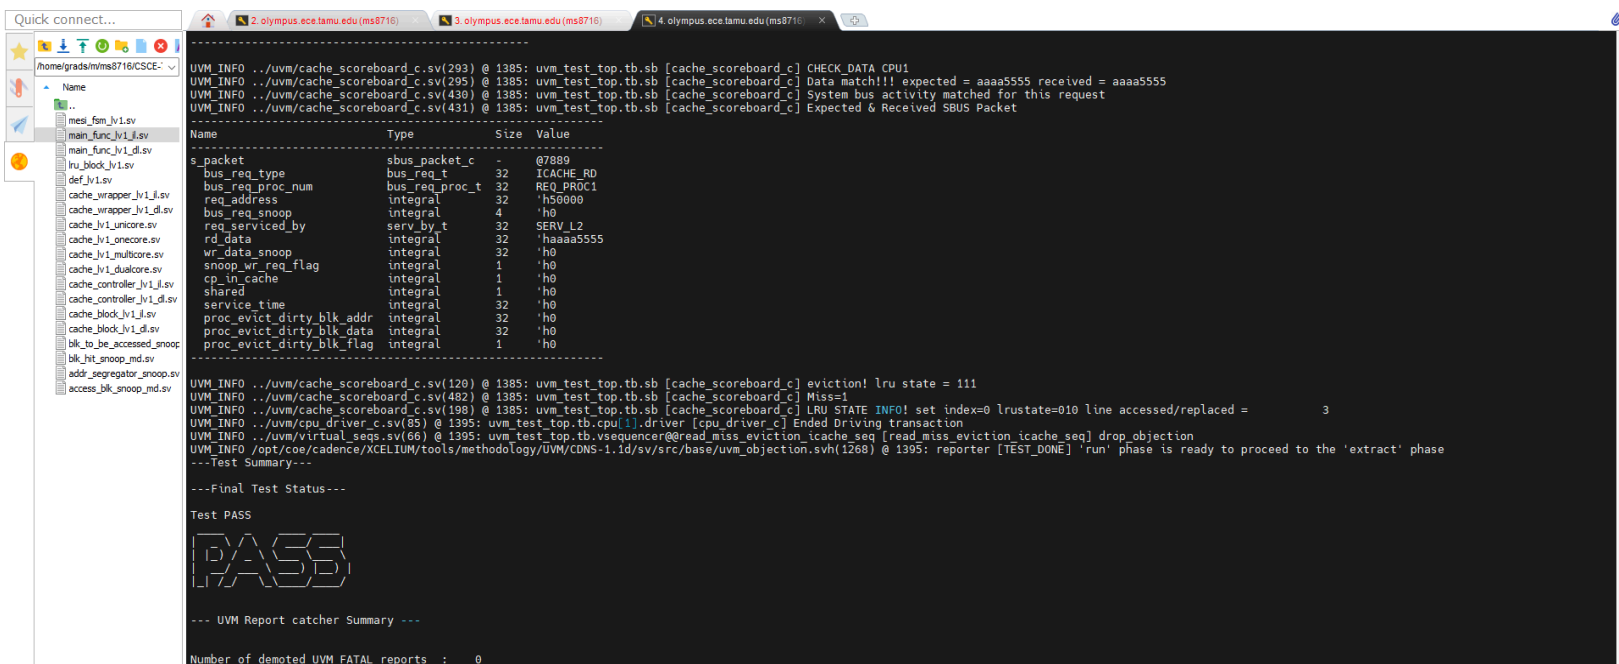 Quick connect...
2. olympus.ece.tamu.edu (ms8716)
3. olympus.ece.tamu.edu (ms8716)
4. olympus.ece.tamu.edu (ms8716)
/home/grads/m/ms8716/CSCE-
Name
..
mesi_fsm_lv1.sv
main_func_lv1_il.sv
main_func_lv1_dl.sv
lru_block_lv1.sv
def_lv1.sv
cache_wrapper_lv1_il.sv
cache_wrapper_lv1_dl.sv
cache_lv1_unicore.sv
cache_lv1_onecore.sv
cache_lv1_multicore.sv
cache_lv1_dualcore.sv
cache_controller_lv1_il.sv
cache_controller_lv1_dl.sv
cache_block_lv1_il.sv
cache_block_lv1_dl.sv
blk_to_be_accessed_snoop
blk_hit_snoop_md.sv
addr_segregator_snoop.sv
access_blk_snoop_md.sv
--------------------------------------------------
UVM_INFO ../uvm/cache_scoreboard_c.sv(293) @ 1385: uvm_test_top.tb.sb [cache_scoreboard_c] CHECK_DATA CPU1
UVM_INFO ../uvm/cache_scoreboard_c.sv(295) @ 1385: uvm_test_top.tb.sb [cache_scoreboard_c] Data match!!! expected = aaaa5555 received = aaaa5555
UVM_INFO ../uvm/cache_scoreboard_c.sv(430) @ 1385: uvm_test_top.tb.sb [cache_scoreboard_c] System bus activity matched for this request
UVM_INFO ../uvm/cache_scoreboard_c.sv(431) @ 1385: uvm_test_top.tb.sb [cache_scoreboard_c] Expected & Received SBUS Packet
-------------------------------------------------------------
Name Type Size Value
-------------------------------------------------------------
s_packet sbus_packet_c - @7889
bus_req_type bus_req_t 32 ICACHE_RD
bus_req_proc_num bus_req_proc_t 32 REQ_PROC1
req_address integral 32 'h50000
bus_req_snoop integral 4 'h0
req_serviced_by serv_by_t 32 SERV_L2
rd_data integral 32 'haaaa5555
wr_data_snoop integral 32 'h0
snoop_wr_req_flag integral 1 'h0
cp_in_cache integral 1 'h0
shared integral 1 'h0
service_time integral 32 'h0
proc_evict_dirty_blk_addr integral 32 'h0
proc_evict_dirty_blk_data integral 32 'h0
proc_evict_dirty_blk_flag integral 1 'h0
-------------------------------------------------------------
UVM_INFO ../uvm/cache_scoreboard_c.sv(120) @ 1385: uvm_test_top.tb.sb [cache_scoreboard_c] eviction! lru state = 111
UVM_INFO ../uvm/cache_scoreboard_c.sv(482) @ 1385: uvm_test_top.tb.sb [cache_scoreboard_c] Miss=1
UVM_INFO ../uvm/cache_scoreboard_c.sv(198) @ 1385: uvm_test_top.tb.sb [cache_scoreboard_c] LRU STATE INFO! set index=0 lrustate=010 line accessed/replaced = 3
UVM_INFO ../uvm/cpu_driver_c.sv(85) @ 1395: uvm_test_top.tb.cpu[1].driver [cpu_driver_c] Ended Driving transaction
UVM_INFO ../uvm/virtual_seqs.sv(66) @ 1395: uvm_test_top.tb.vsequencer@@read_miss_eviction_icache_seq [read_miss_eviction_icache_seq] drop_objection
UVM_INFO /opt/coe/cadence/XCELIUM/tools/methodology/UVM/CDNS-1.1d/sv/src/base/uvm_objection.svh(1268) @ 1395: reporter [TEST_DONE] 'run' phase is ready to proceed to the 'extract' phase
---Test Summary---
---Final Test Status---
Test PASS
PASS
--- UVM Report catcher Summary ---
Number of demoted UVM_FATAL reports : 0